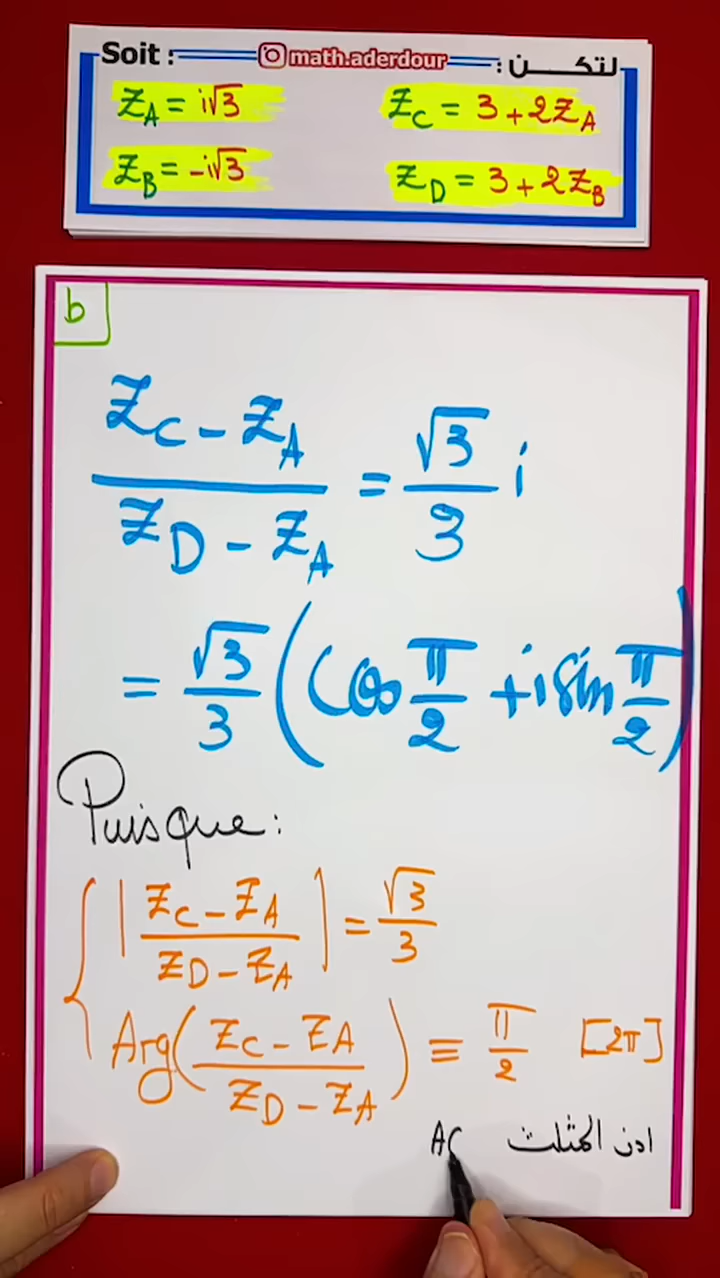 Soit : math.aderdour لتكن :
Z_A = i√3 Z_C = 3 + 2Z_A
Z_B = -i√3 Z_D = 3 + 2Z_B
b
(Z_C - Z_A)/(Z_D - Z_A) = (√3/3) i
= (√3/3)(Cos π/2 + i sin π/2)
Puisque :
{ |(Z_C - Z_A)/(Z_D - Z_A)| = √3/3
Arg((Z_C - Z_A)/(Z_D - Z_A)) ≡ π/2 [2π]
اذن المثلث AC